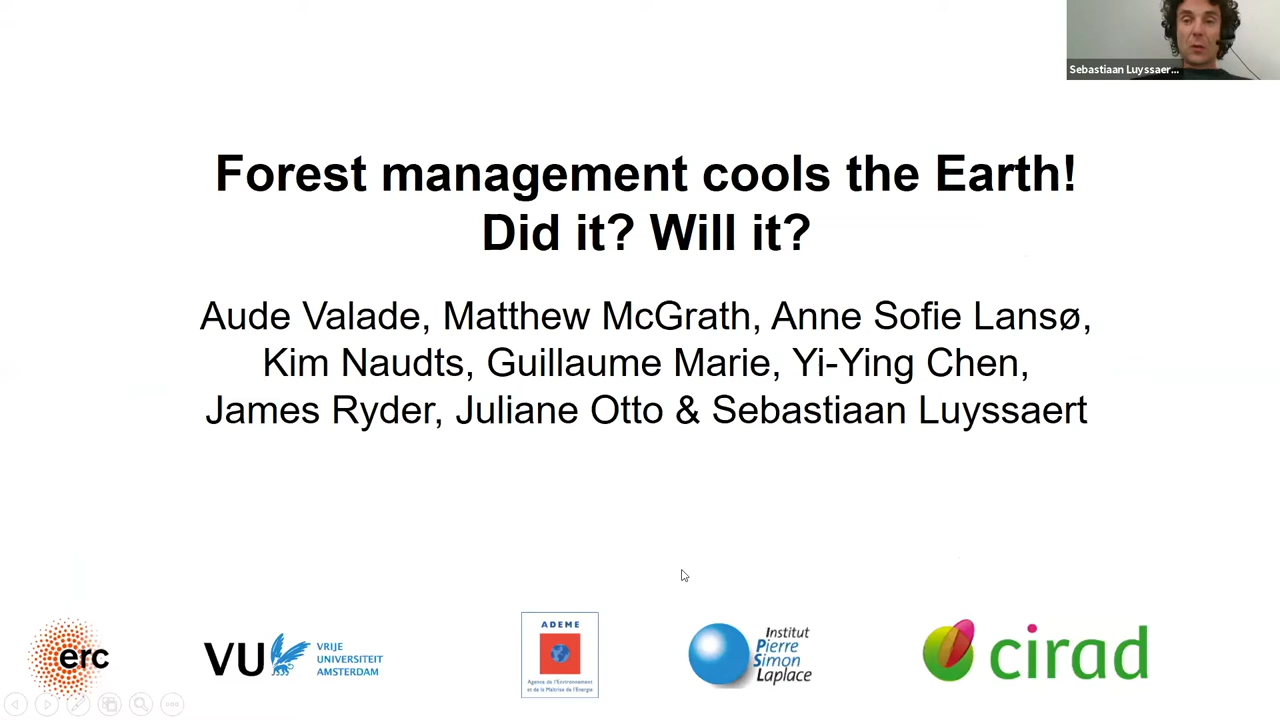 Sebastiaan Luyssaer...
Forest management cools the Earth!
Did it? Will it?
Aude Valade, Matthew McGrath, Anne Sofie Lansø,
Kim Naudts, Guillaume Marie, Yi-Ying Chen,
James Ryder, Juliane Otto & Sebastiaan Luyssaert
erc
VU VRIJE
UNIVERSITEIT
AMSTERDAM
ADEME
Agence de l'Environnement
et de la Maîtrise de l'Energie
Institut
Pierre
Simon
Laplace
cirad